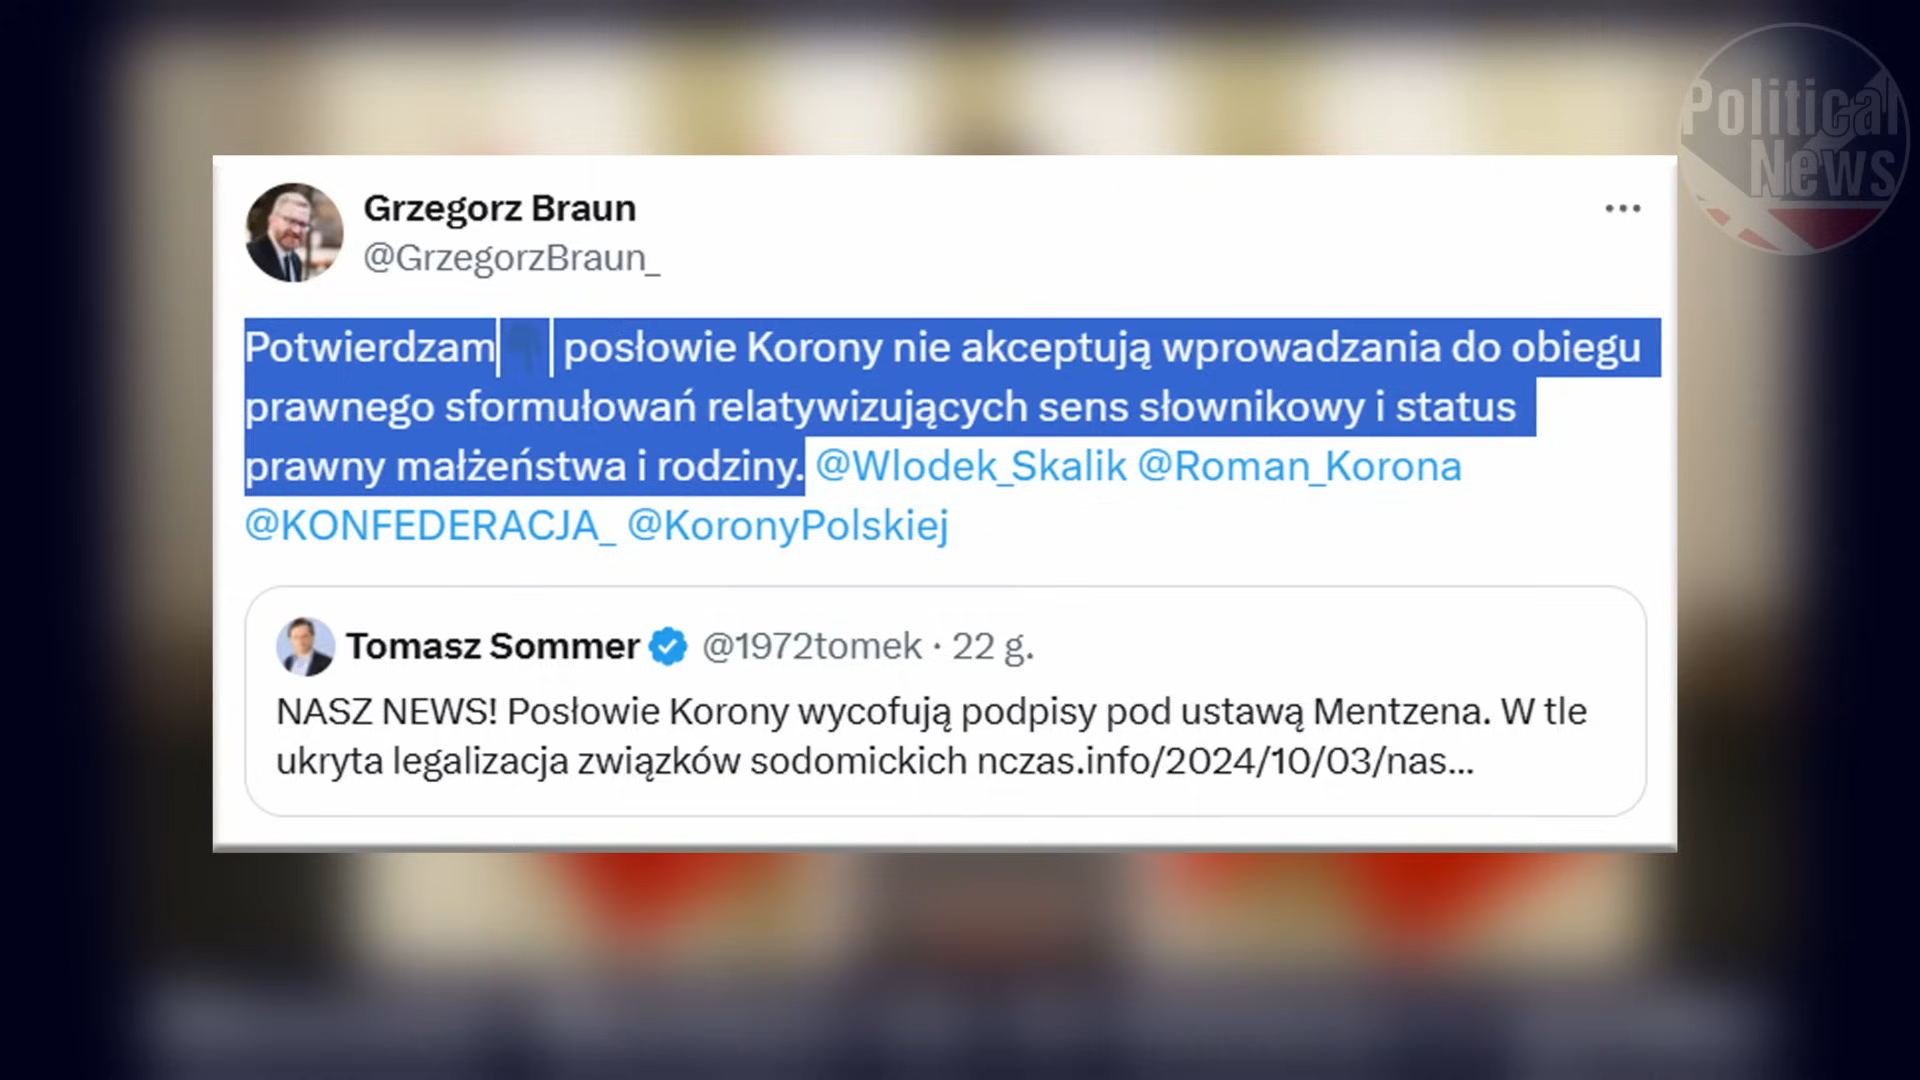 Political
News
Grzegorz Braun
@GrzegorzBraun_
Potwierdzam👇 posłowie Korony nie akceptują wprowadzania do obiegu
prawnego sformułowań relatywizujących sens słownikowy i status
prawny małżeństwa i rodziny. @Wlodek_Skalik @Roman_Korona
@KONFEDERACJA_ @KoronyPolskiej
Tomasz Sommer @1972tomek · 22 g.
NASZ NEWS! Posłowie Korony wycofują podpisy pod ustawą Mentzena. W tle
ukryta legalizacja związków sodomickich nczas.info/2024/10/03/nas...